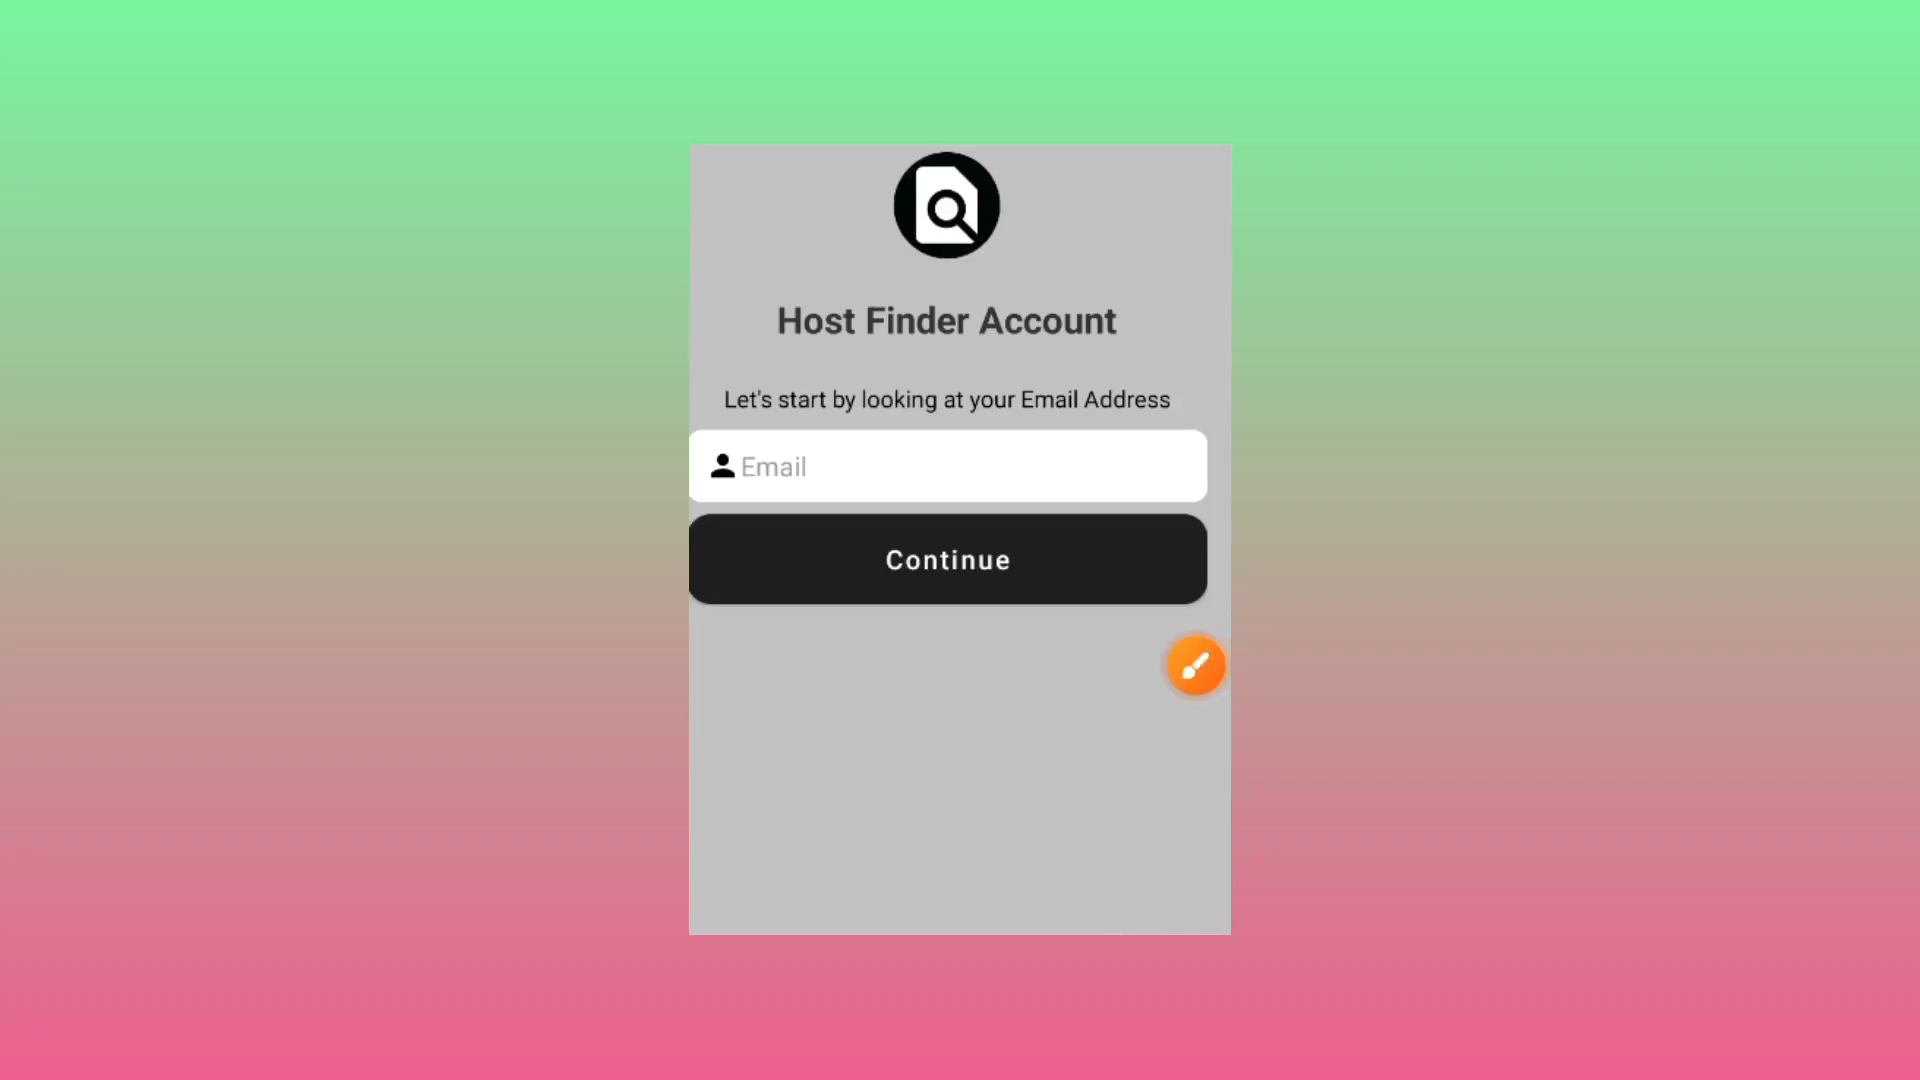 Host Finder Account
Let's start by looking at your Email Address
Email
Continue